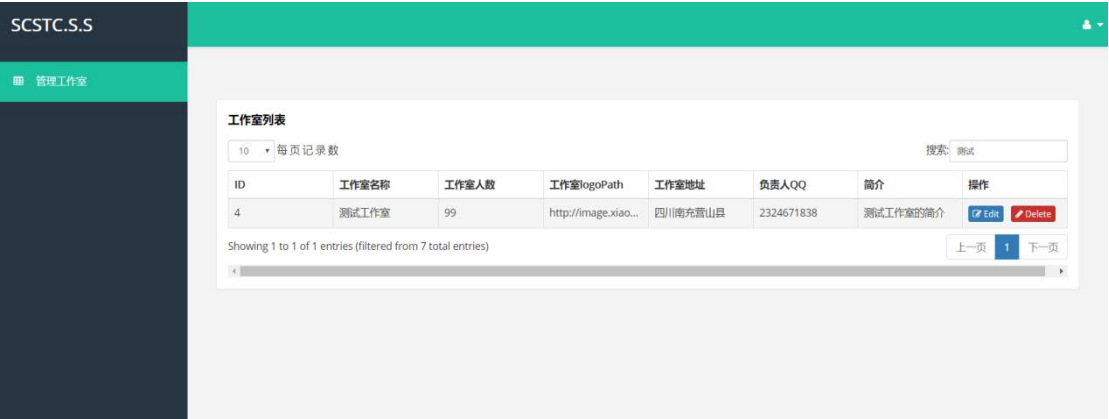 SCSTC.S.S
管理工作室
工作室列表
10 每页记录数 搜索: 测试
ID 工作室名称 工作室人数 工作室logoPath 工作室地址 负责人QQ 简介 操作
4 测试工作室 99 http://image.xiao... 四川南充营山县 2324671838 测试工作室的简介 Edit Delete
Showing 1 to 1 of 1 entries (filtered from 7 total entries) 上一页 1 下一页